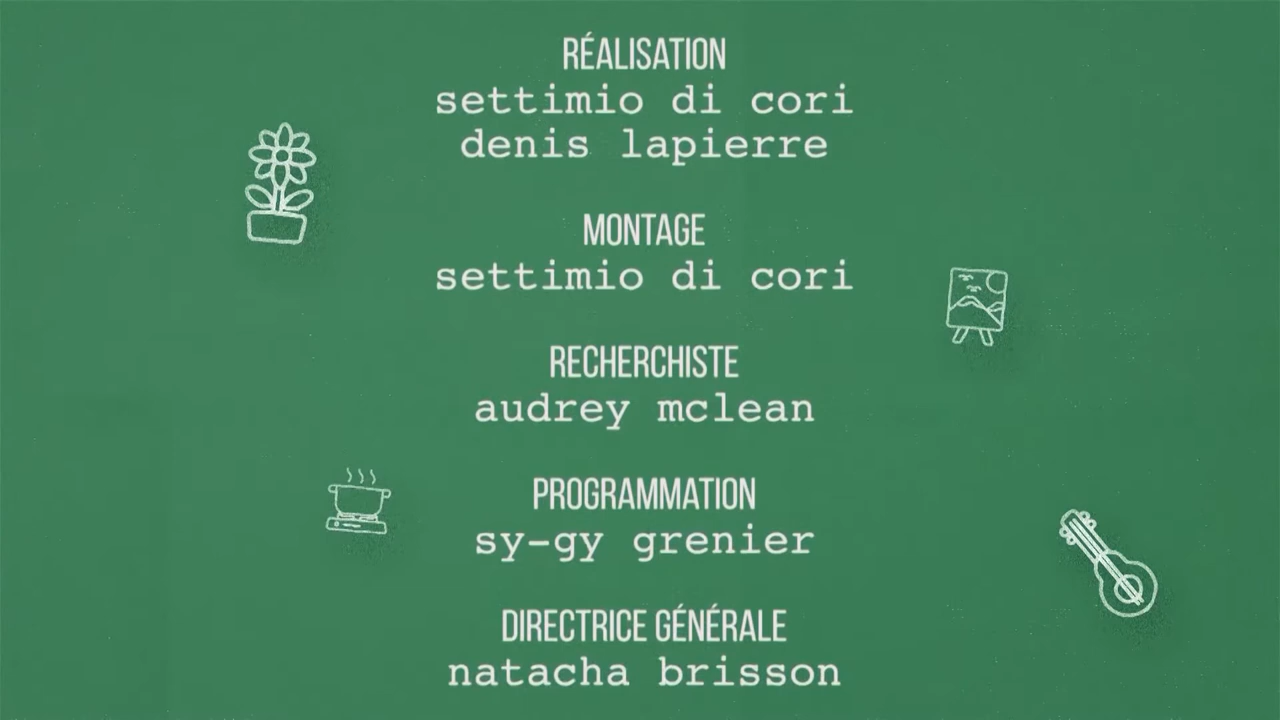 RÉALISATION
settimio di cori
denis lapierre
MONTAGE
settimio di cori
RECHERCHISTE
audrey mclean
PROGRAMMATION
sy-gy grenier
DIRECTRICE GÉNÉRALE
natacha brisson